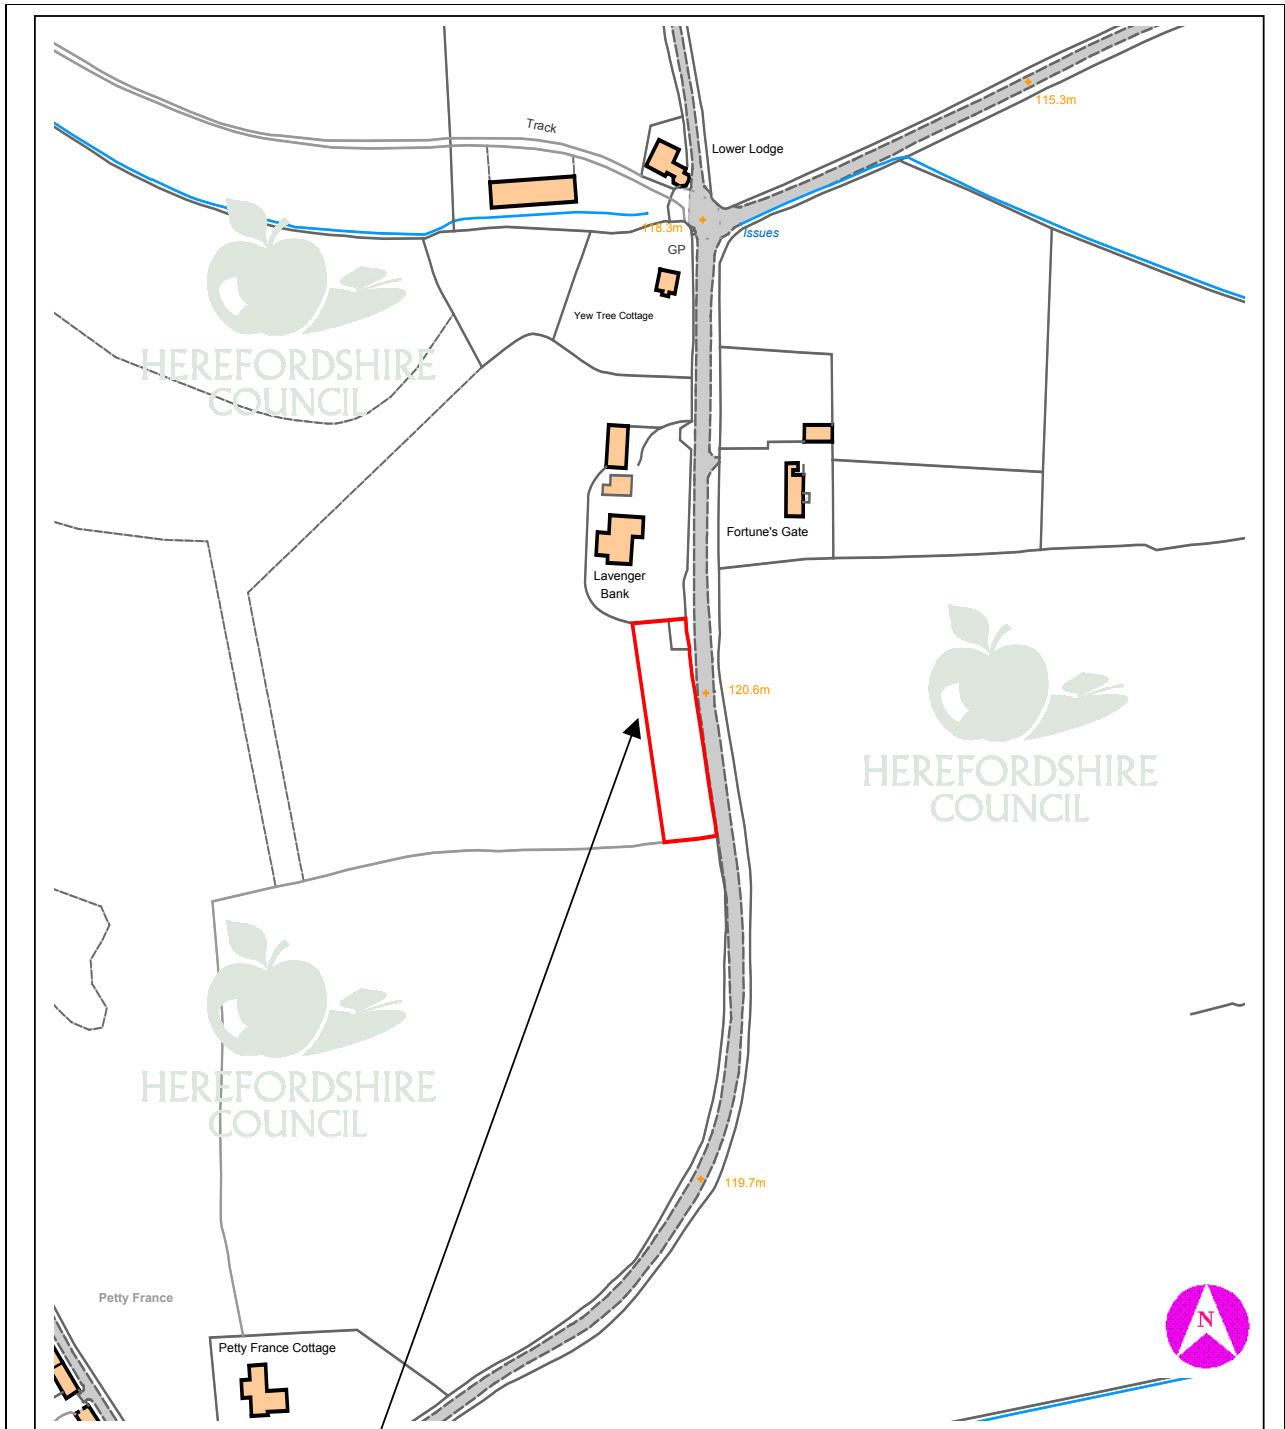 115.3m
Track
Lower Lodge
118.3m
Issues
GP
Yew Tree Cottage
HEREFORDSHIRE
COUNCIL
Fortune's Gate
Lavenger
Bank
120.6m
HEREFORDSHIRE
COUNCIL
HEREFORDSHIRE
COUNCIL
119.7m
Petty France
N
Petty France Cottage